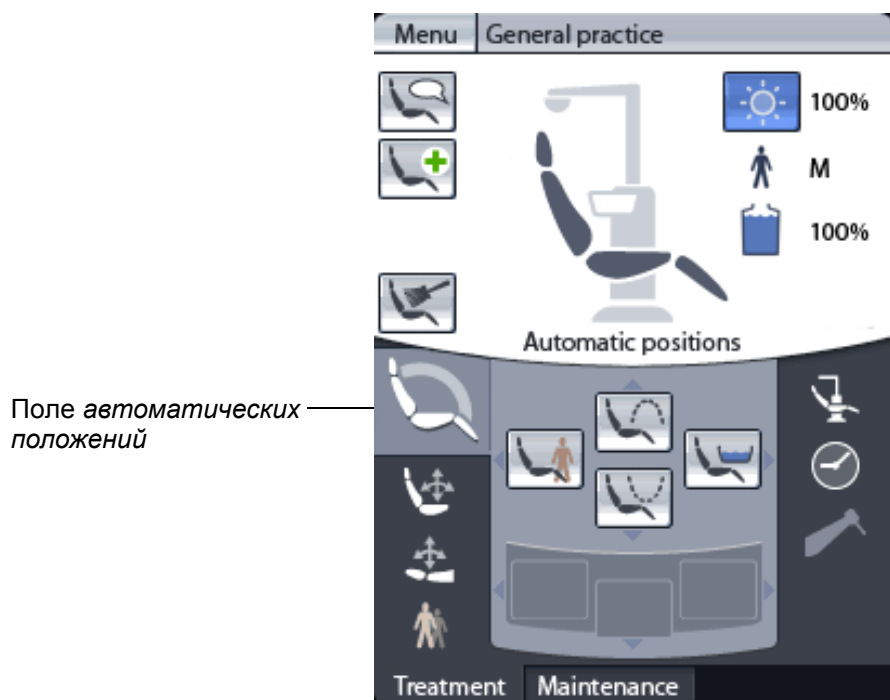 Menu
General practice
100%
M
100%
Automatic positions
Поле автоматических
положений
Treatment
Maintenance